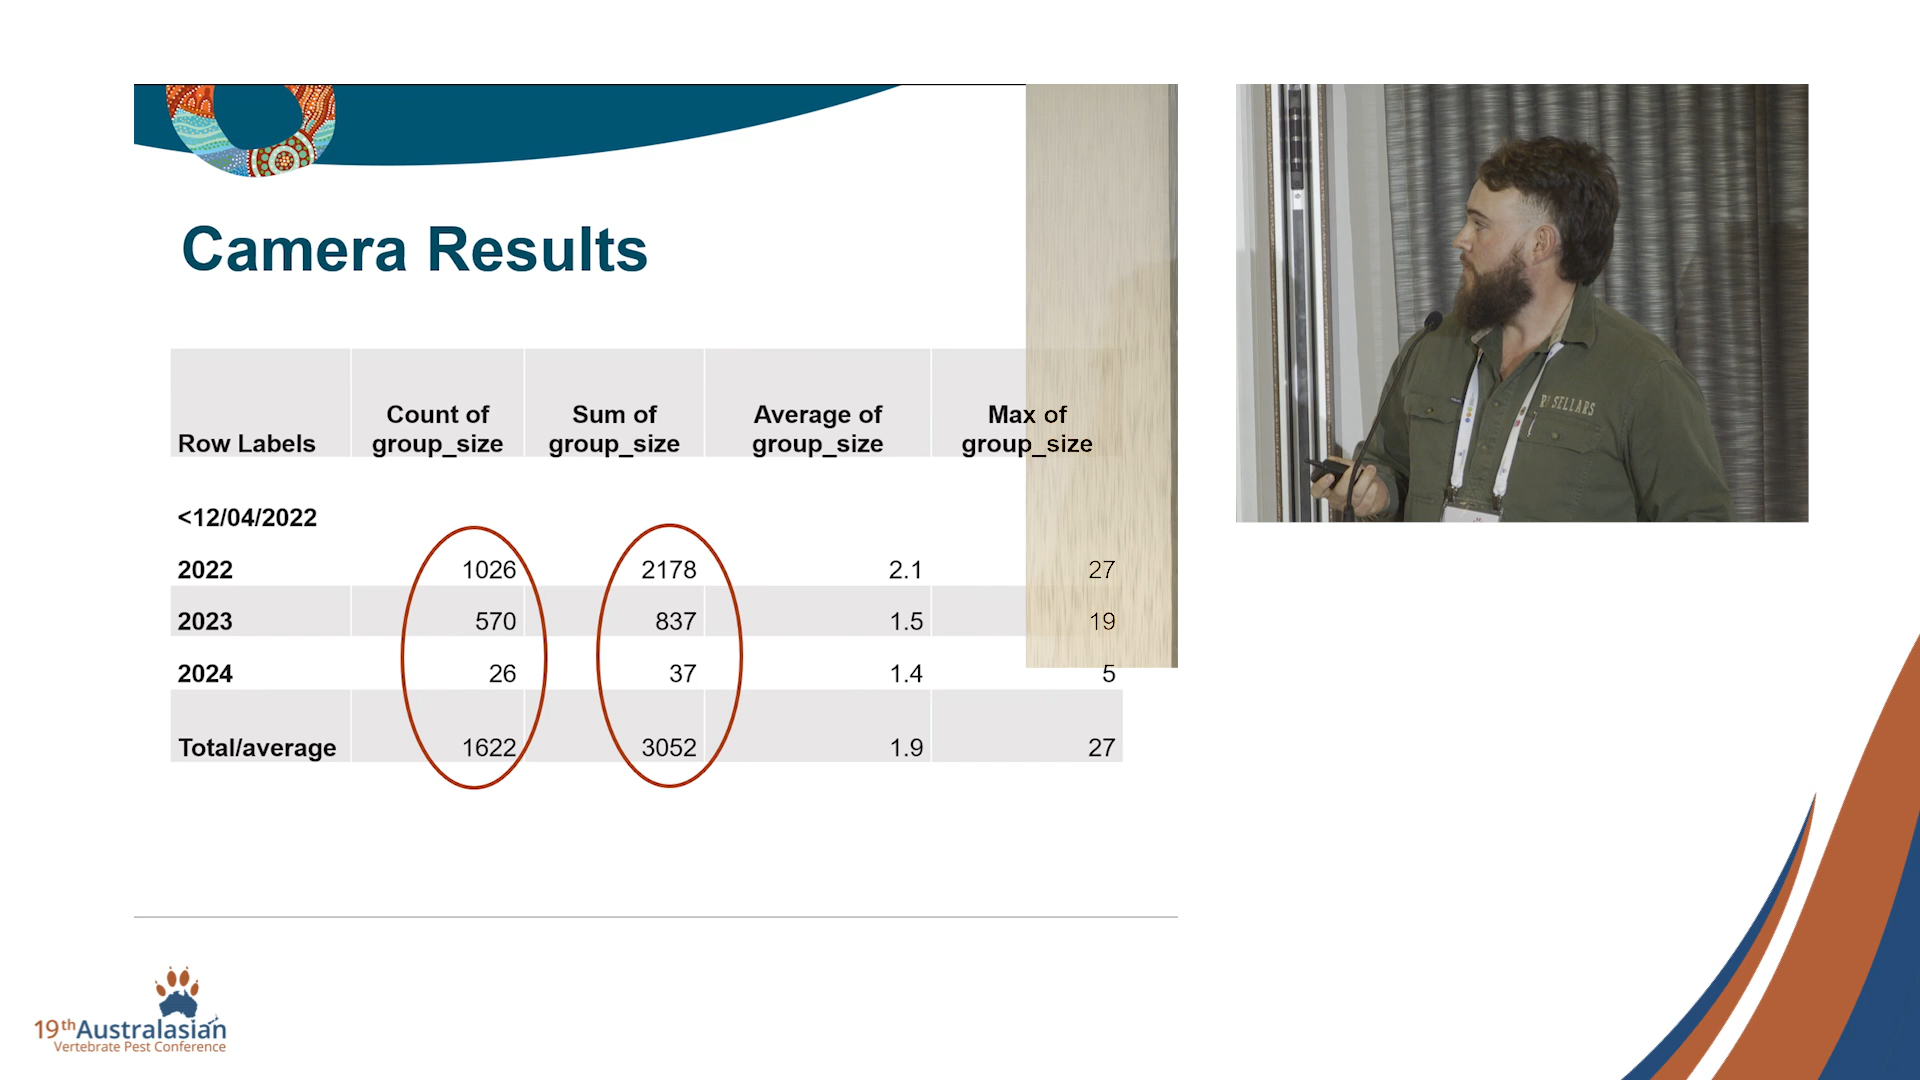 Camera Results
Row Labels Count of group_size Sum of group_size Average of group_size Max of group_size
<12/04/2022
2022 1026 2178 2.1 27
2023 570 837 1.5 19
2024 26 37 1.4 5
Total/average 1622 3052 1.9 27
SELLARS
19th Australasian
Vertebrate Pest Conference